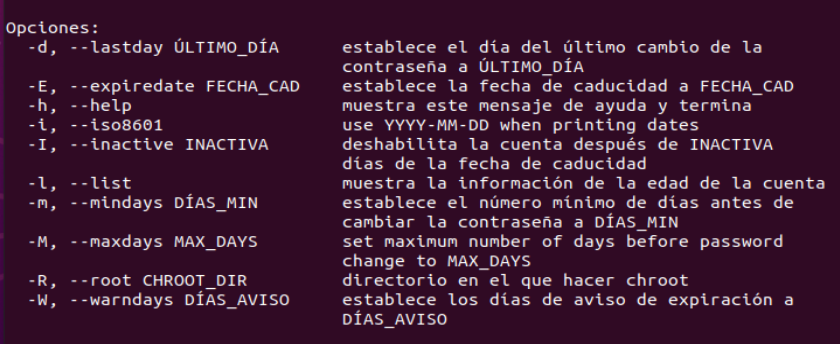 Opciones:
  -d, --lastday ÚLTIMO_DÍA      establece el día del último cambio de la
                                contraseña a ÚLTIMO_DÍA
  -E, --expiredate FECHA_CAD    establece la fecha de caducidad a FECHA_CAD
  -h, --help                    muestra este mensaje de ayuda y termina
  -i, --iso8601                 use YYYY-MM-DD when printing dates
  -I, --inactive INACTIVA       deshabilita la cuenta después de INACTIVA
                                días de la fecha de caducidad
  -l, --list                    muestra la información de la edad de la cuenta
  -m, --mindays DÍAS_MIN        establece el número mínimo de días antes de
                                cambiar la contraseña a DÍAS_MIN
  -M, --maxdays MAX_DAYS        set maximum number of days before password
                                change to MAX_DAYS
  -R, --root CHROOT_DIR         directorio en el que hacer chroot
  -W, --warndays DÍAS_AVISO     establece los días de aviso de expiración a
                                DÍAS_AVISO